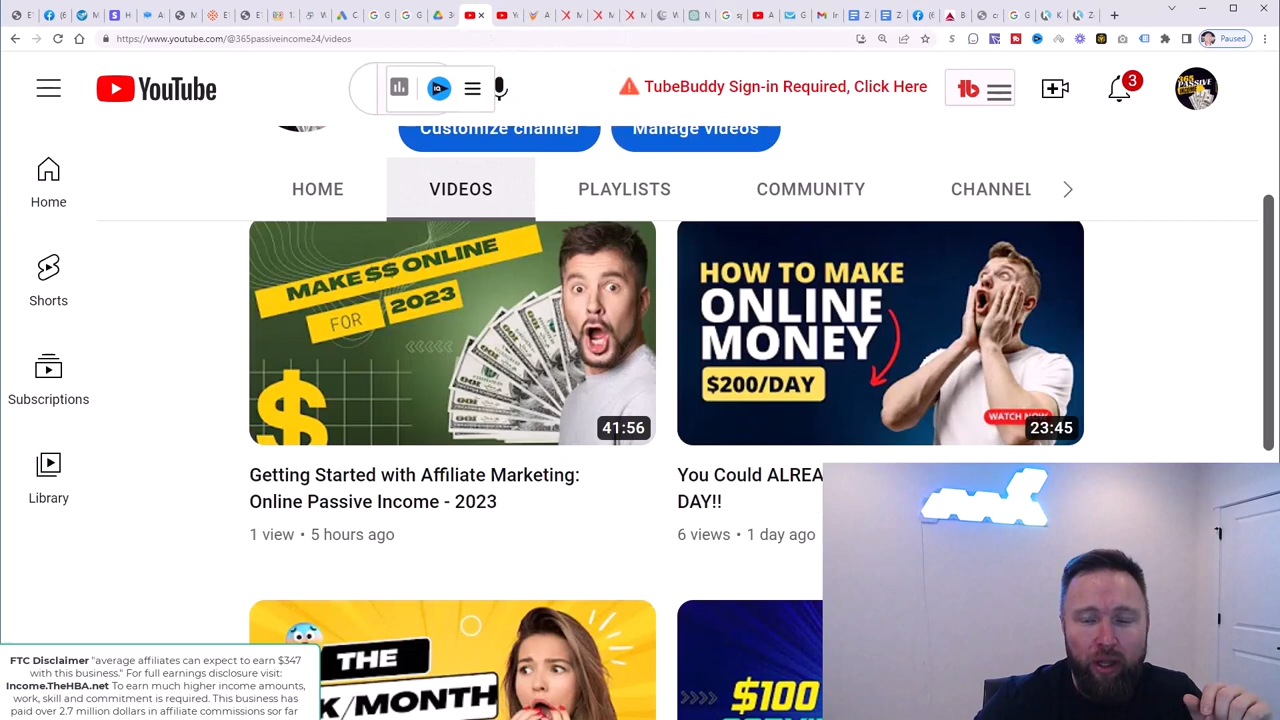 https://www.youtube.com/@365passiveincome24/videos
Paused
YouTube
TubeBuddy Sign-in Required, Click Here
3
Customize channel
Manage videos
HOME
VIDEOS
PLAYLISTS
COMMUNITY
CHANNEL
Home
Shorts
Subscriptions
Library
MAKE $$ ONLINE
FOR 2023
41:56
Getting Started with Affiliate Marketing:
Online Passive Income - 2023
1 view • 5 hours ago
HOW TO MAKE
ONLINE
MONEY
$200/DAY
WATCH NOW
23:45
You Could ALREA
DAY!!
6 views • 1 day ago
THE
K/MONTH
$100
FTC Disclaimer "average affiliates can expect to earn $347
with this business." For full earnings disclosure visit:
Income.TheHBA.net To earn much higher income amounts,
work, skill and commitment is required. This business has
paid over 2.7 million dollars in affiliate commissions sor far